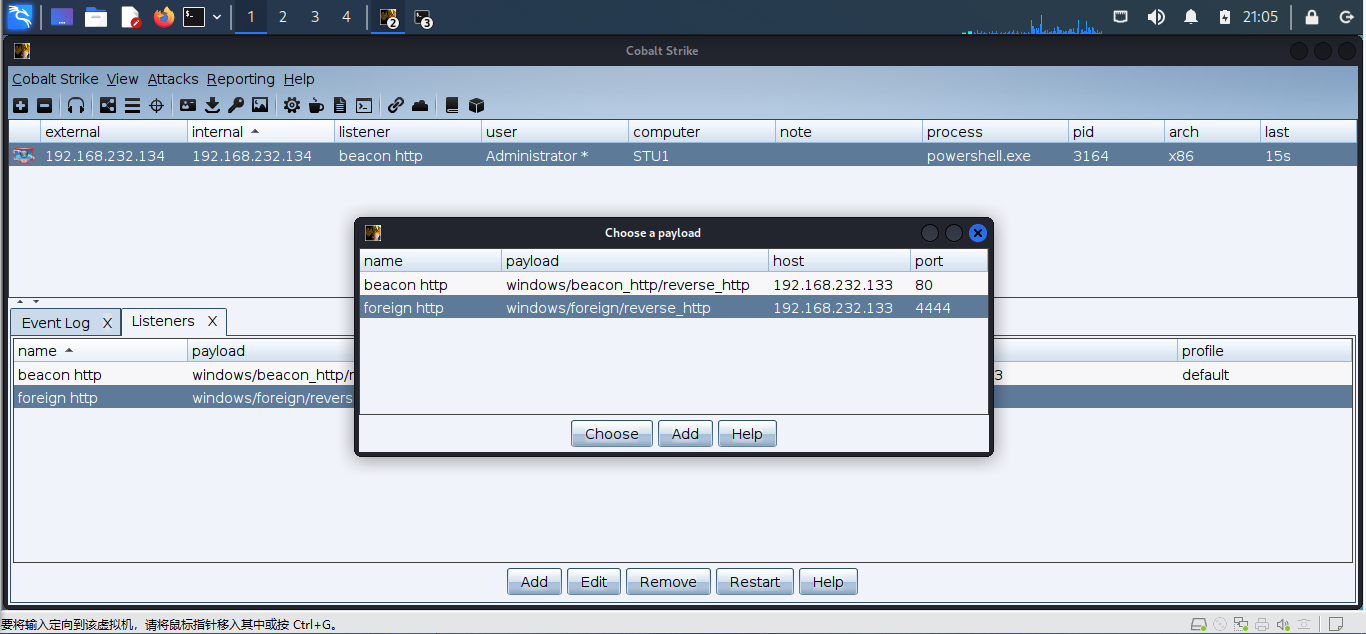 1 2 3 4 2 3 21:05
Cobalt Strike
Cobalt Strike View Attacks Reporting Help
external internal listener user computer note process pid arch last
192.168.232.134 192.168.232.134 beacon http Administrator * STU1 powershell.exe 3164 x86 15s
Choose a payload
name payload host port
beacon http windows/beacon_http/reverse_http 192.168.232.133 80
foreign http windows/foreign/reverse_http 192.168.232.133 4444
Choose Add Help
Event Log X Listeners X
name payload profile
beacon http windows/beacon_http/r 3 default
foreign http windows/foreign/revers
Add Edit Remove Restart Help
要将输入定向到该虚拟机，请将鼠标指针移入其中或按 Ctrl+G。